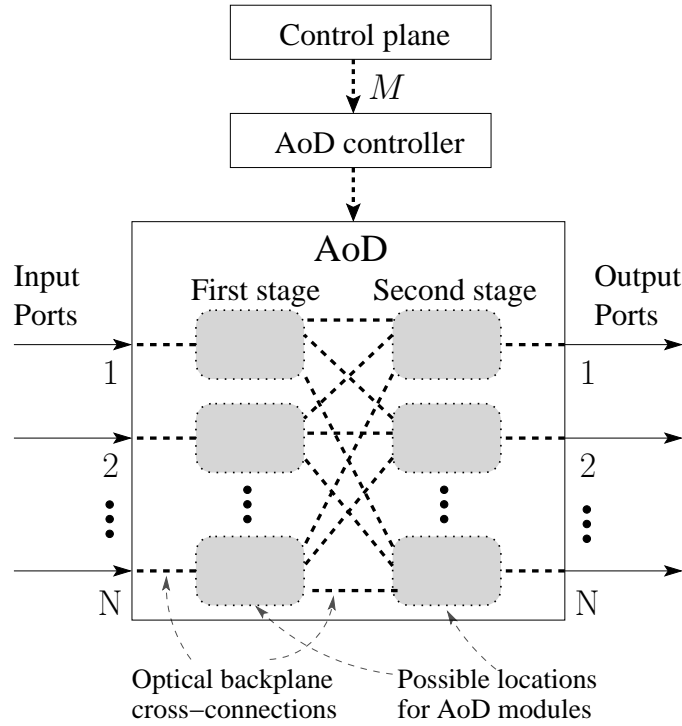 Control plane
M
AoD controller
AoD
Input
Ports
Output
Ports
First stage
Second stage
1
1
2
2
N
N
Optical backplane
cross−connections
Possible locations
for AoD modules